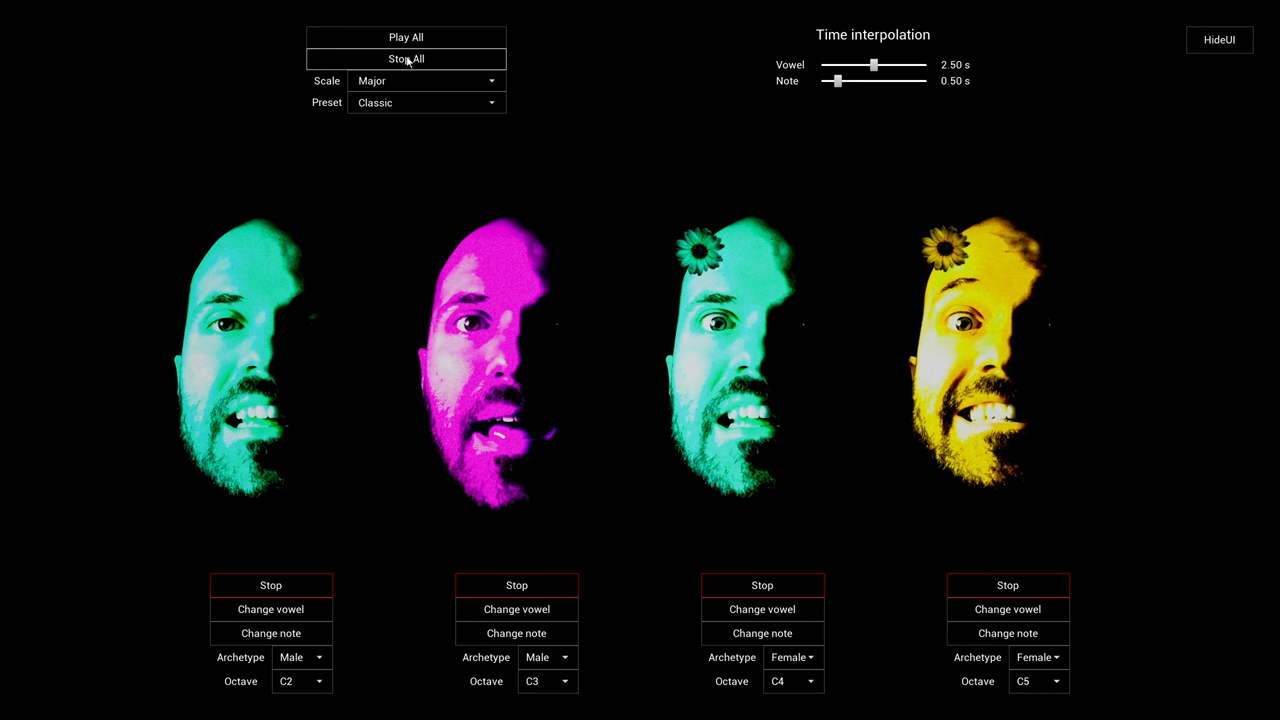 Play All
Stop All
Scale Major
Preset Classic
Time interpolation
Vowel 2.50 s
Note 0.50 s
HideUI
Stop
Change vowel
Change note
Archetype Male
Octave C2
Stop
Change vowel
Change note
Archetype Male
Octave C3
Stop
Change vowel
Change note
Archetype Female
Octave C4
Stop
Change vowel
Change note
Archetype Female
Octave C5